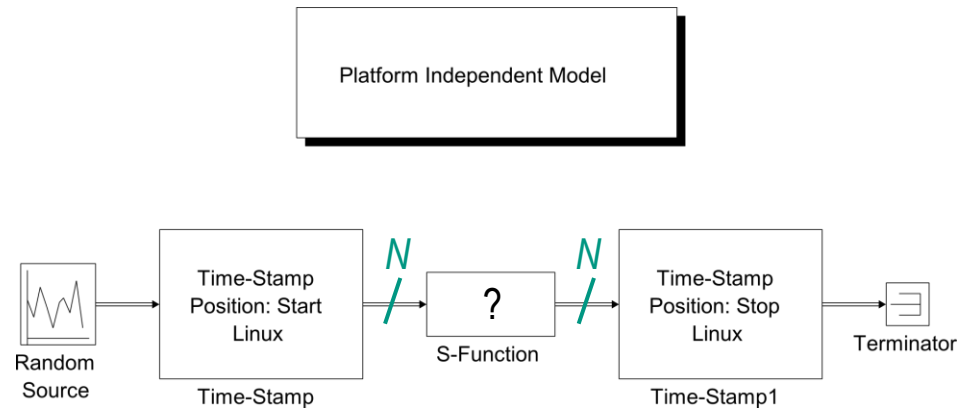 Platform Independent Model
N
N
Time-Stamp
Position: Start
Linux
?
Time-Stamp
Position: Stop
Linux
Random
Source
Time-Stamp
S-Function
Time-Stamp1
Terminator